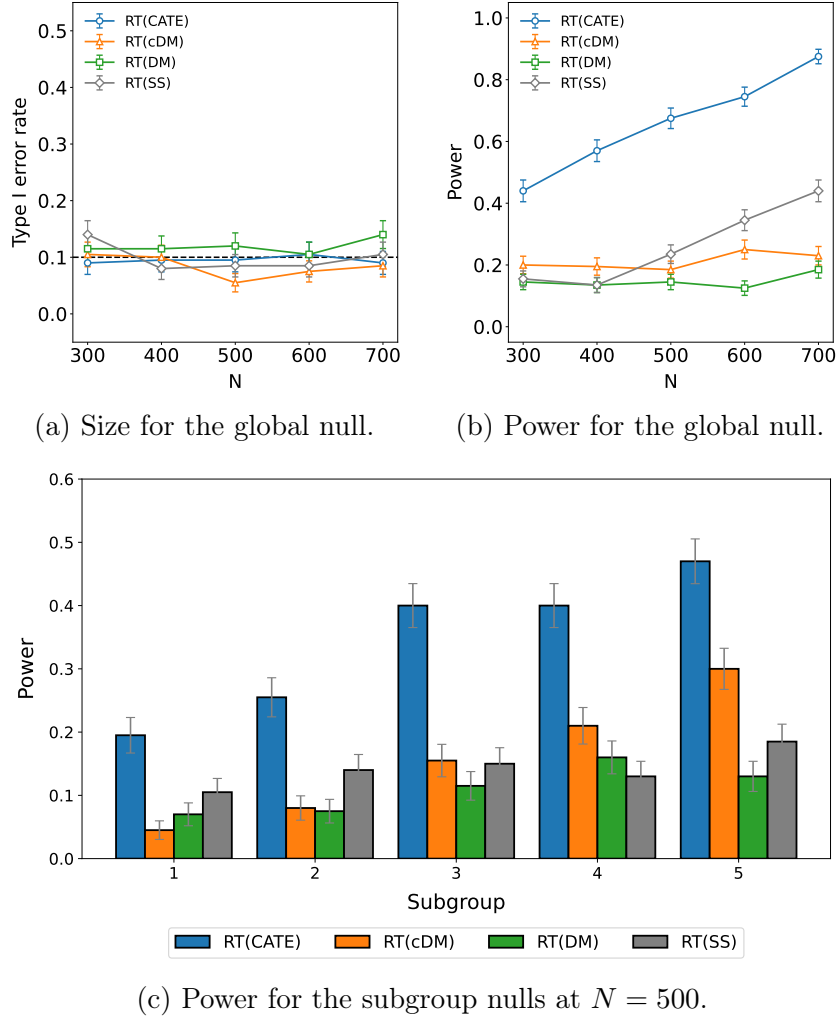 RT(CATE)
RT(cDM)
RT(DM)
RT(SS)
0.5
0.4
0.3
0.2
0.1
0.0
Type I error rate
300 400 500 600 700
N
(a) Size for the global null.
RT(CATE)
RT(cDM)
RT(DM)
RT(SS)
1.0
0.8
0.6
0.4
0.2
0.0
Power
300 400 500 600 700
N
(b) Power for the global null.
0.6
0.5
0.4
0.3
0.2
0.1
0.0
Power
1 2 3 4 5
Subgroup
RT(CATE) RT(cDM) RT(DM) RT(SS)
(c) Power for the subgroup nulls at N = 500.